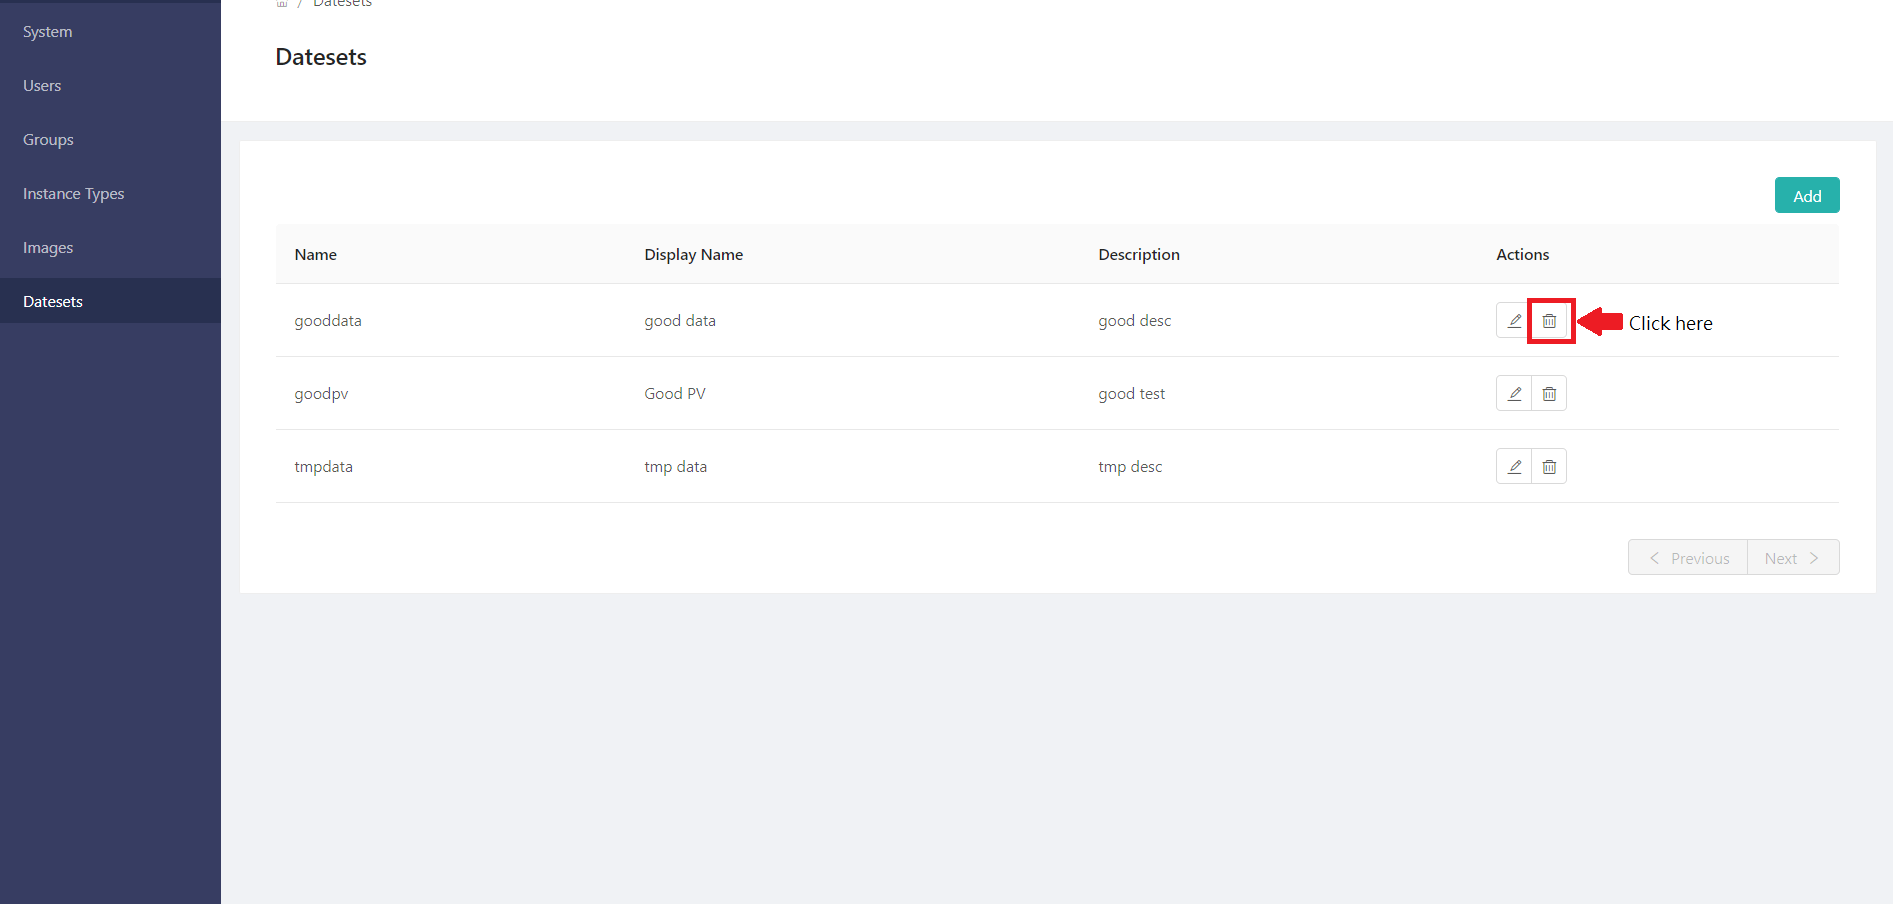 / Datesets
System
Datesets
Users
Groups
Instance Types
Add
Images
Name Display Name Description Actions
Datesets
gooddata good data good desc Click here
goodpv Good PV good test
tmpdata tmp data tmp desc
< Previous Next >